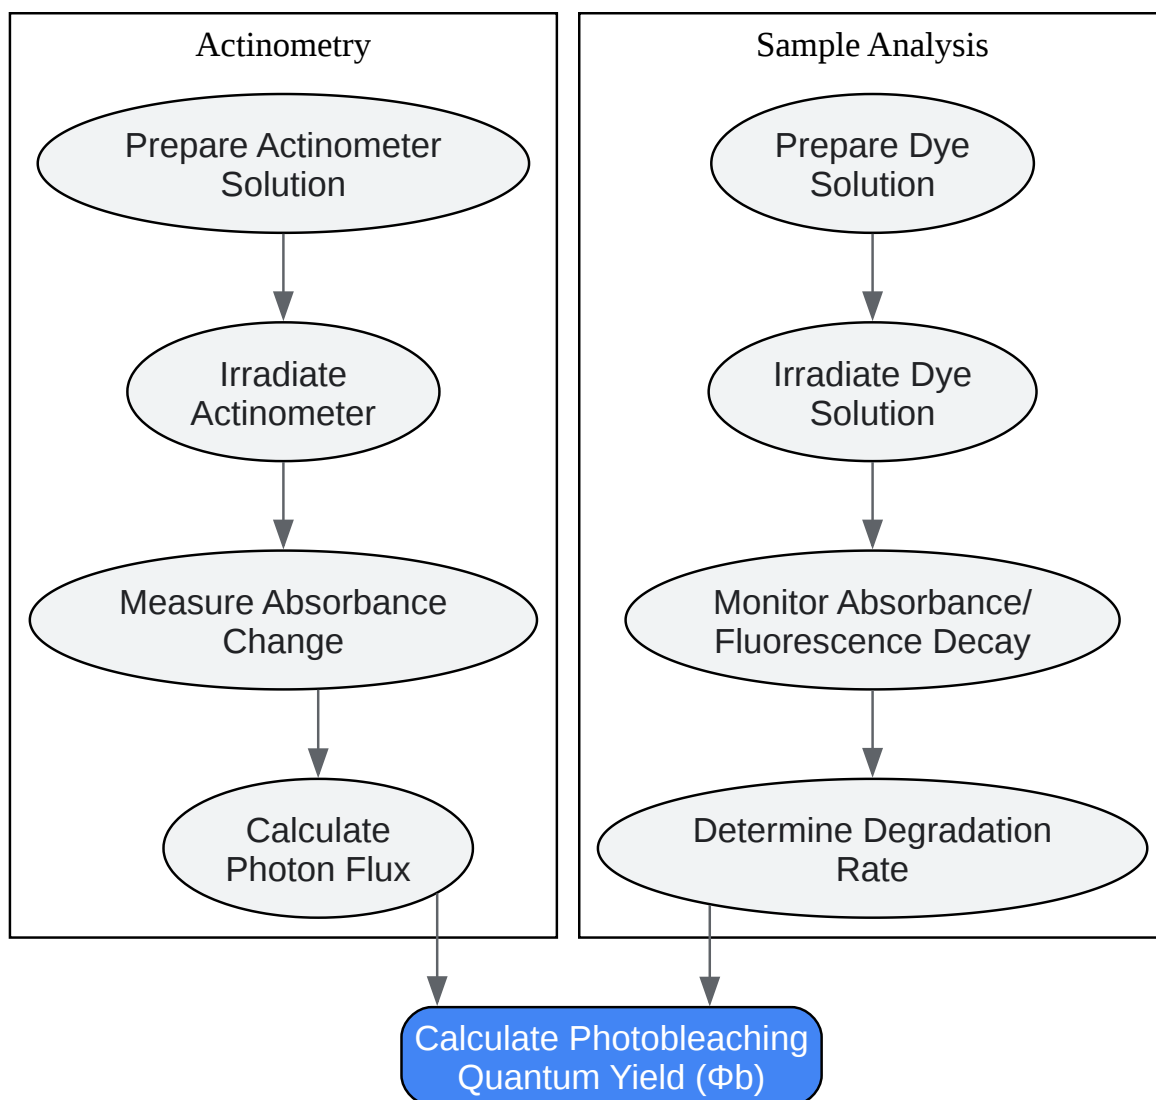 Actinometry
Prepare Actinometer
Solution
Irradiate
Actinometer
Measure Absorbance
Change
Calculate
Photon Flux
Sample Analysis
Prepare Dye
Solution
Irradiate Dye
Solution
Monitor Absorbance/
Fluorescence Decay
Determine Degradation
Rate
Calculate Photobleaching
Quantum Yield (Φb)